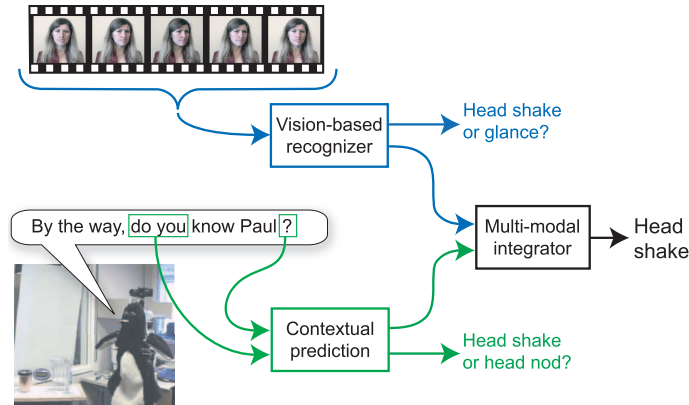 Vision-based
recognizer
Head shake
or glance?
By the way, do you know Paul ?
Multi-modal
integrator
Head
shake
Contextual
prediction
Head shake
or head nod?